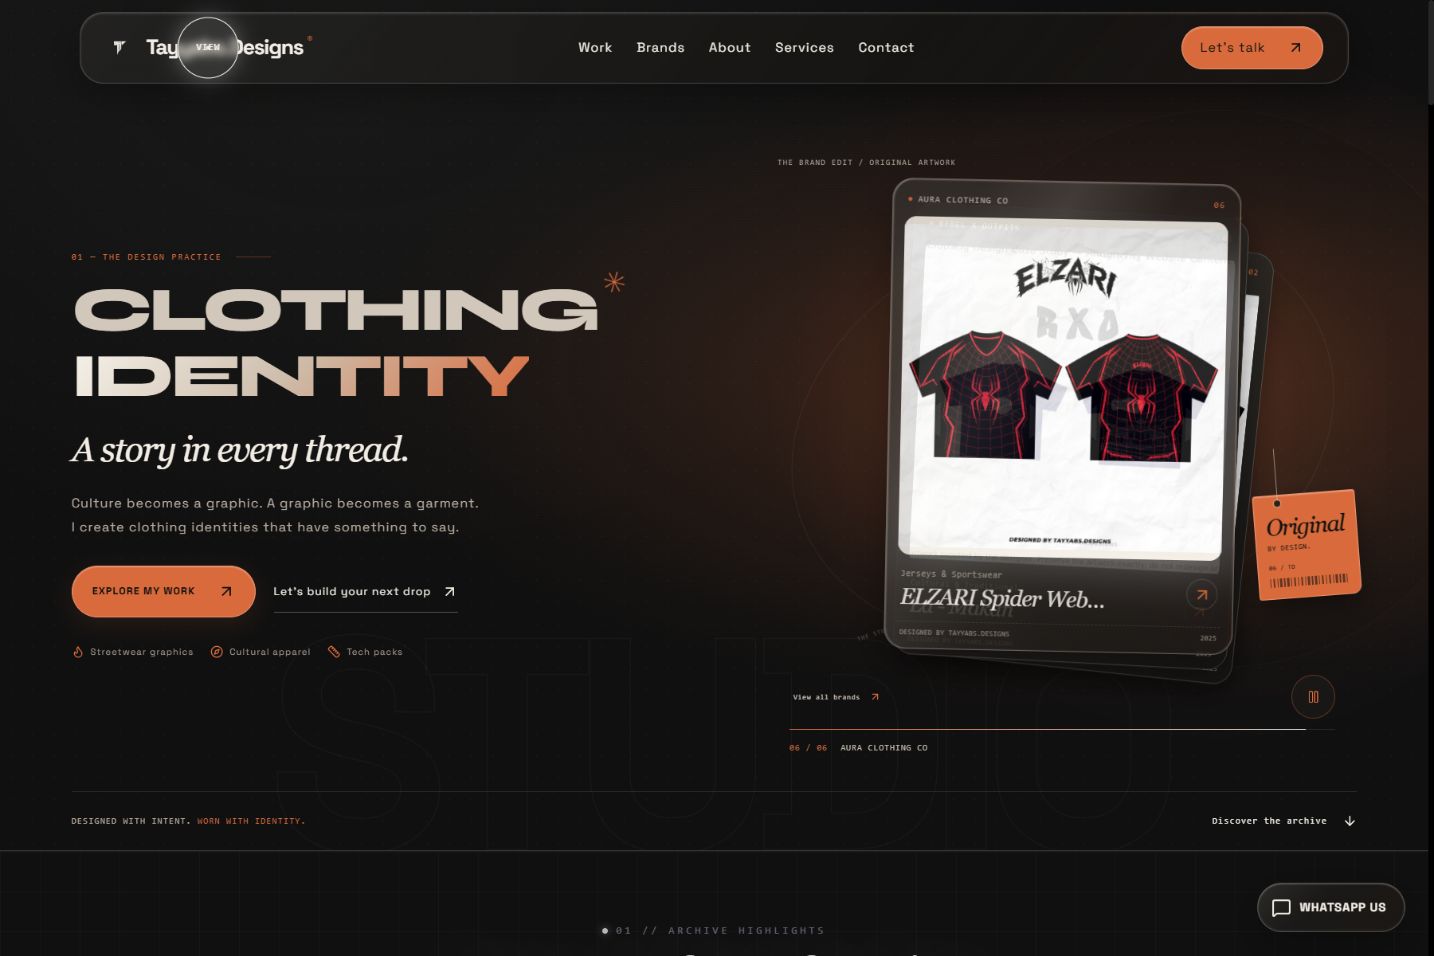 VIEW
Designs
Work
Brands
About
Services
Contact
Let's talk
THE BRAND EDIT / ORIGINAL ARTWORK
AURA CLOTHING CO
06
02
ELZARI
RXD
ELZARI
DESIGNED BY TAYYABS.DESIGNS
Jerseys & Sportswear
ELZARI Spider Web...
DESIGNED BY TAYYABS.DESIGNS
2025
Original
BY DESIGN.
06 / TD
01 — THE DESIGN PRACTICE
CLOTHING
IDENTITY
A story in every thread.
Culture becomes a graphic. A graphic becomes a garment.
I create clothing identities that have something to say.
EXPLORE MY WORK
Let's build your next drop
Streetwear graphics
Cultural apparel
Tech packs
STUDIO
View all brands
06 / 06 AURA CLOTHING CO
DESIGNED WITH INTENT. WORN WITH IDENTITY.
Discover the archive
WHATSAPP US
01 // ARCHIVE HIGHLIGHTS